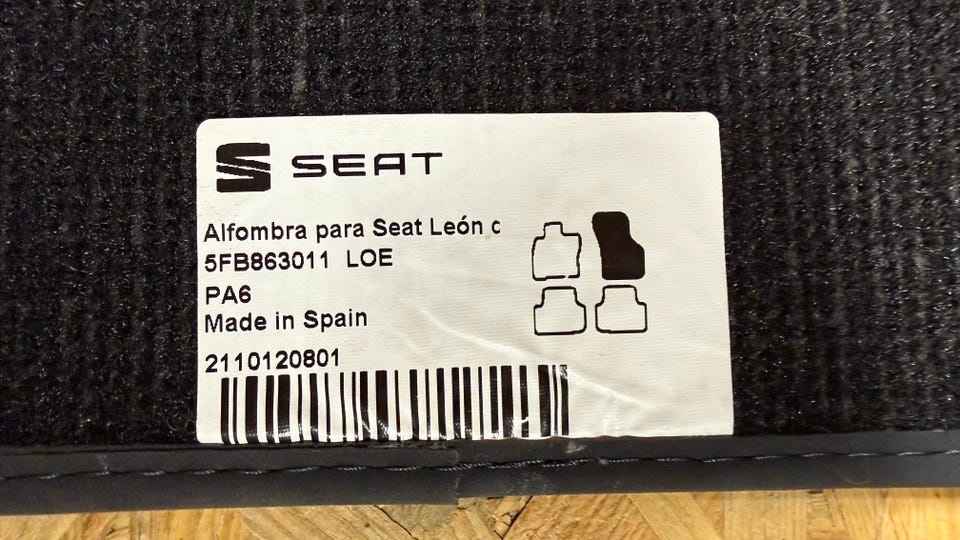 SEAT
Alfombra para Seat León c
5FB863011 LOE
PA6
Made in Spain
2110120801